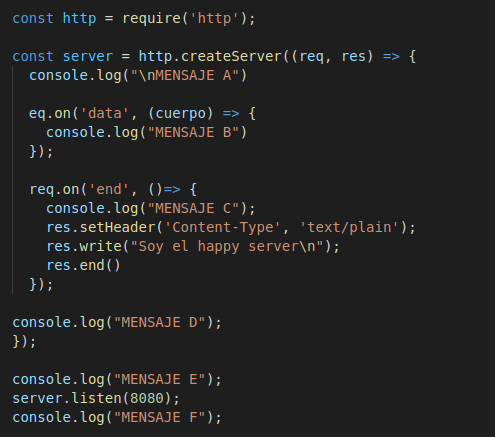 const http = require('http');
const server = http.createServer((req, res) => {
console.log("\nMENSAJE A")
eq.on('data', (cuerpo) => {
console.log("MENSAJE B")
});
req.on('end', ()=> {
console.log("MENSAJE C");
res.setHeader('Content-Type', 'text/plain');
res.write("Soy el happy server\n");
res.end()
});
console.log("MENSAJE D");
});
console.log("MENSAJE E");
server.listen(8080);
console.log("MENSAJE F");